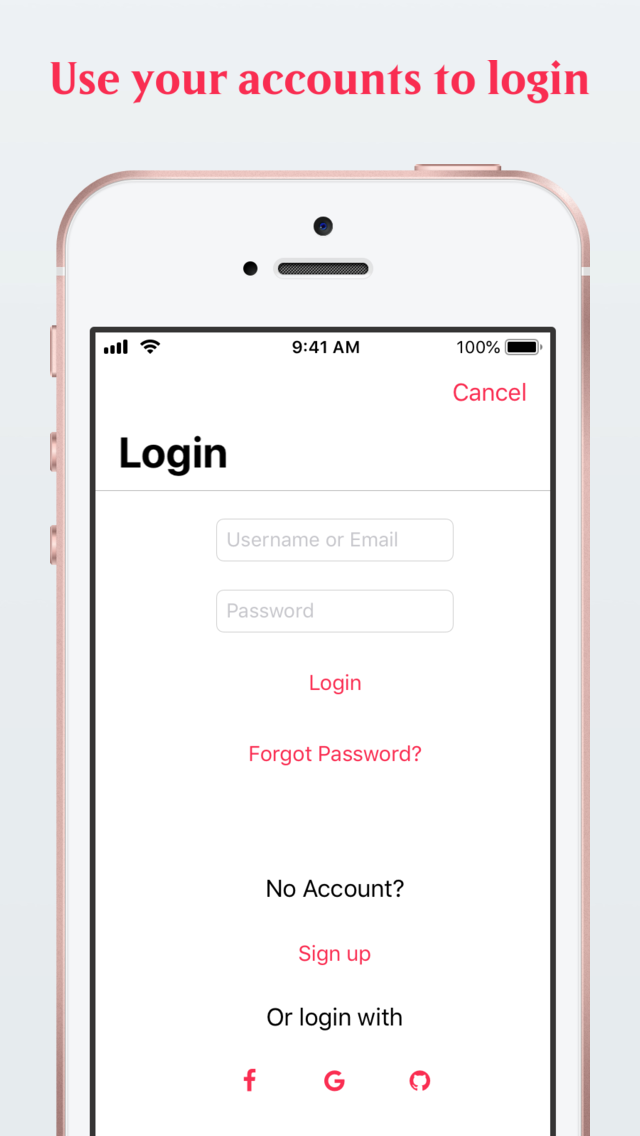 Use your accounts to login
9:41 AM 100%
Cancel
Login
Username or Email
Password
Login
Forgot Password?
No Account?
Sign up
Or login with